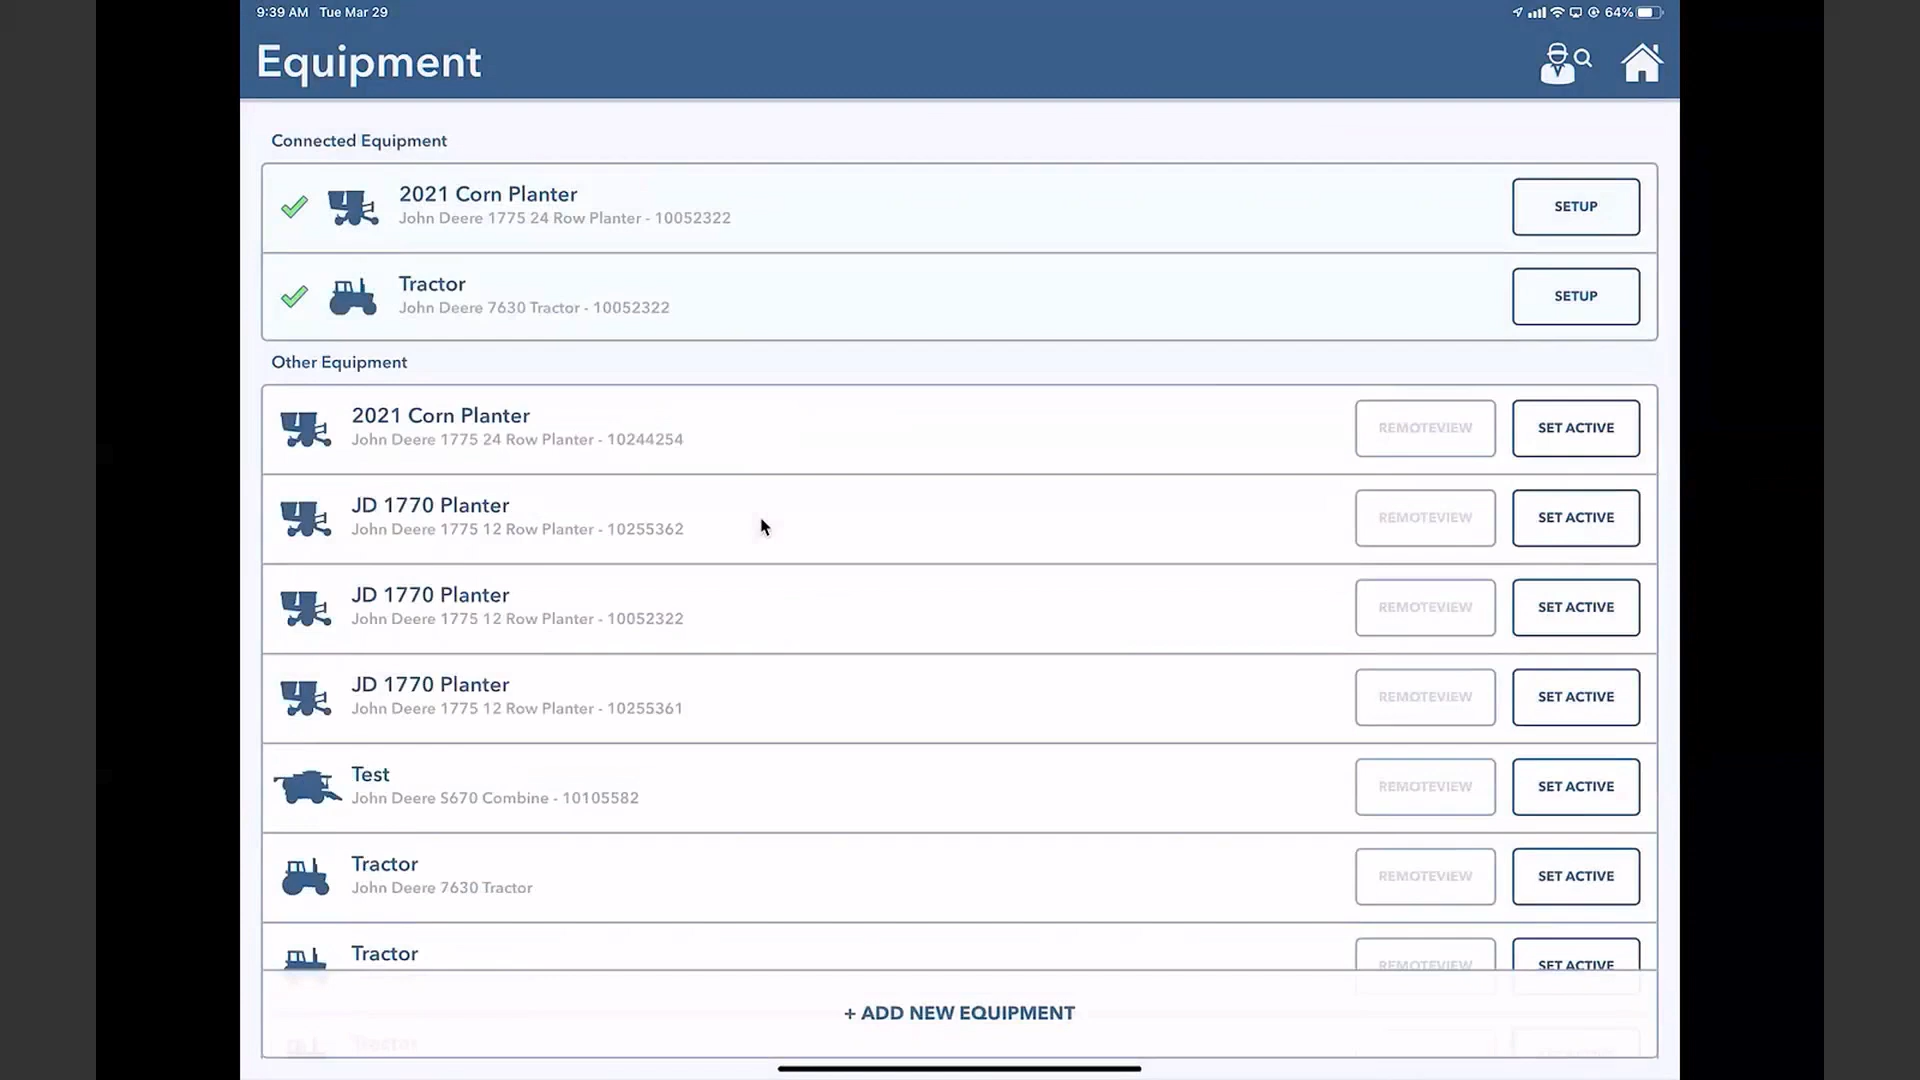 9:39 AM Tue Mar 29
64%
Equipment
Connected Equipment
2021 Corn Planter
John Deere 1775 24 Row Planter - 10052322
SETUP
Tractor
John Deere 7630 Tractor - 10052322
SETUP
Other Equipment
2021 Corn Planter
John Deere 1775 24 Row Planter - 10244254
REMOTEVIEW
SET ACTIVE
JD 1770 Planter
John Deere 1775 12 Row Planter - 10255362
REMOTEVIEW
SET ACTIVE
JD 1770 Planter
John Deere 1775 12 Row Planter - 10052322
REMOTEVIEW
SET ACTIVE
JD 1770 Planter
John Deere 1775 12 Row Planter - 10255361
REMOTEVIEW
SET ACTIVE
Test
John Deere S670 Combine - 10105582
REMOTEVIEW
SET ACTIVE
Tractor
John Deere 7630 Tractor
REMOTEVIEW
SET ACTIVE
Tractor
REMOTEVIEW
SET ACTIVE
+ ADD NEW EQUIPMENT
Tractor